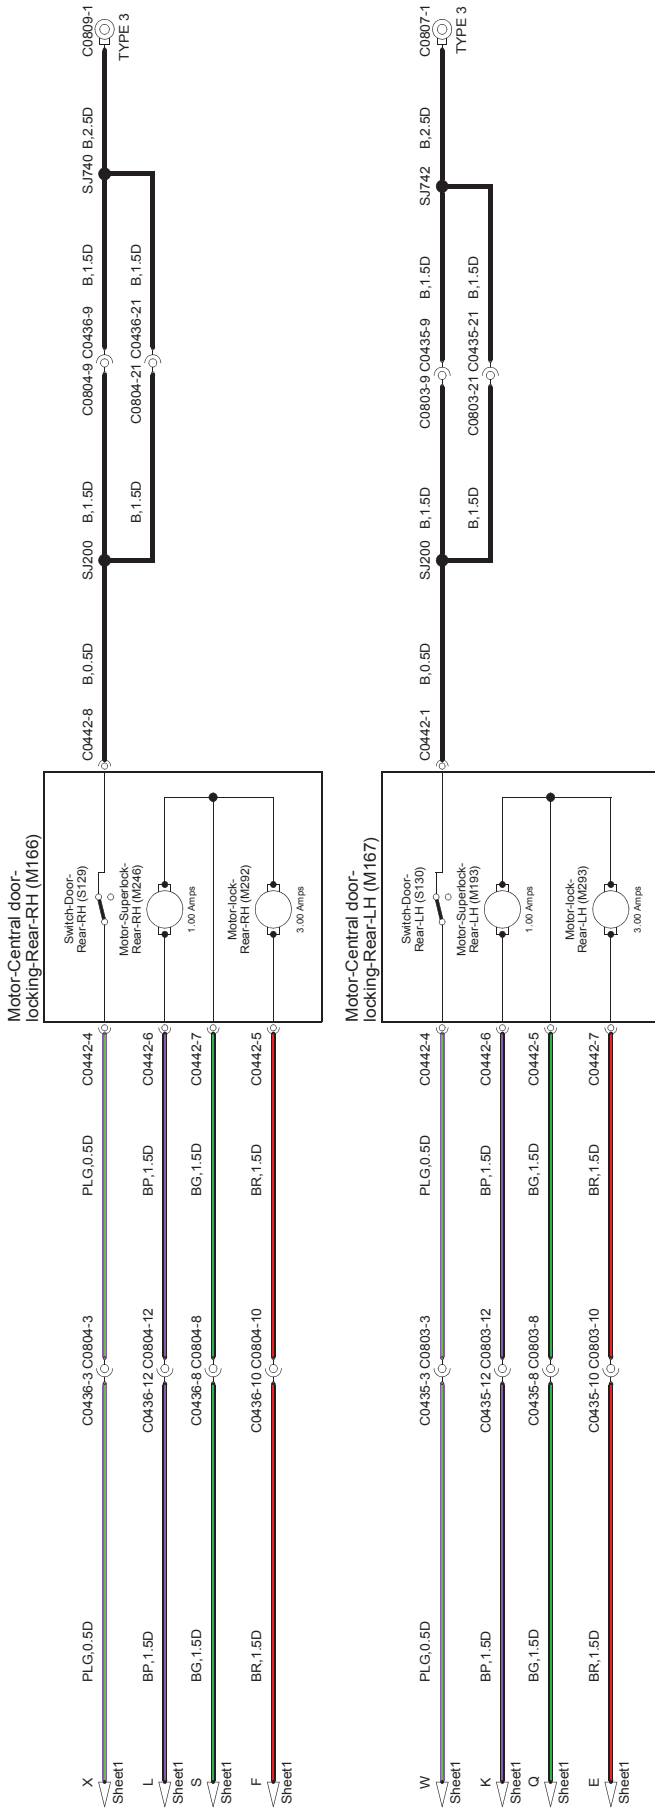 C0809-1
TYPE 3
B,2.5D
SJ740
B,1.5D
B,1.5D
C0804-9 C0436-9
C0804-21 C0436-21
B,1.5D
B,1.5D
SJ200
B,0.5D
C0442-8
Motor-Central door-
locking-Rear-RH (M166)
Switch-Door-
Rear-RH (S129)
Motor-Superlock-
Rear-RH (M246)
1.00 Amps
Motor-lock-
Rear-RH (M292)
3.00 Amps
C0442-4
C0442-6
C0442-7
C0442-5
PLG,0.5D
BP,1.5D
BG,1.5D
BR,1.5D
C0436-3 C0804-3
C0436-12 C0804-12
C0436-8 C0804-8
C0436-10 C0804-10
PLG,0.5D
BP,1.5D
BG,1.5D
BR,1.5D
X
Sheet1
L
Sheet1
S
Sheet1
F
Sheet1
C0807-1
TYPE 3
B,2.5D
SJ742
B,1.5D
B,1.5D
C0803-9 C0435-9
C0803-21 C0435-21
B,1.5D
B,1.5D
SJ200
B,0.5D
C0442-1
Motor-Central door-
locking-Rear-LH (M167)
Switch-Door-
Rear-LH (S130)
Motor-Superlock-
Rear-LH (M193)
1.00 Amps
Motor-lock-
Rear-LH (M293)
3.00 Amps
C0442-4
C0442-6
C0442-5
C0442-7
PLG,0.5D
BP,1.5D
BG,1.5D
BR,1.5D
C0435-3 C0803-3
C0435-12 C0803-12
C0435-8 C0803-8
C0435-10 C0803-10
PLG,0.5D
BP,1.5D
BG,1.5D
BR,1.5D
W
Sheet1
K
Sheet1
Q
Sheet1
E
Sheet1